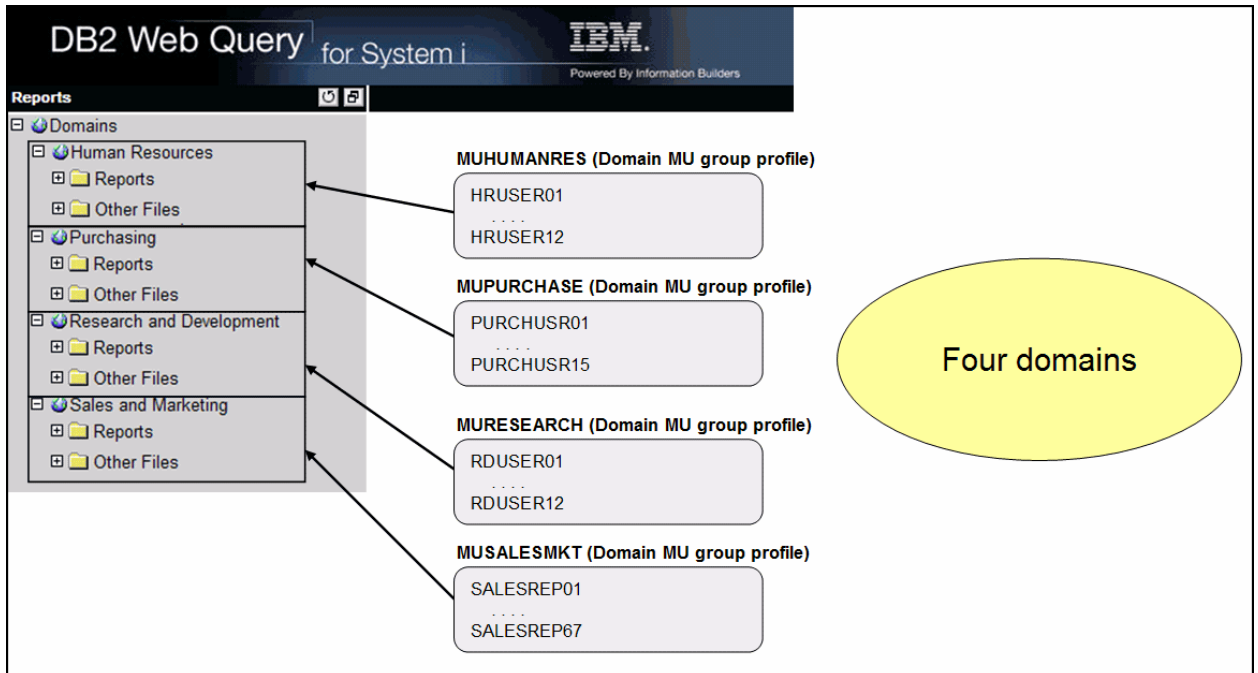 DB2 Web Query for System i
IBM.
Powered By Information Builders
Reports
Domains
Human Resources
Reports
Other Files
Purchasing
Reports
Other Files
Research and Development
Reports
Other Files
Sales and Marketing
Reports
Other Files
MUHUMANRES (Domain MU group profile)
HRUSER01
. . . .
HRUSER12
MUPURCHASE (Domain MU group profile)
PURCHUSR01
. . . .
PURCHUSR15
MURESEARCH (Domain MU group profile)
RDUSER01
. . . .
RDUSER12
MUSALESMKT (Domain MU group profile)
SALESREP01
. . . .
SALESREP67
Four domains